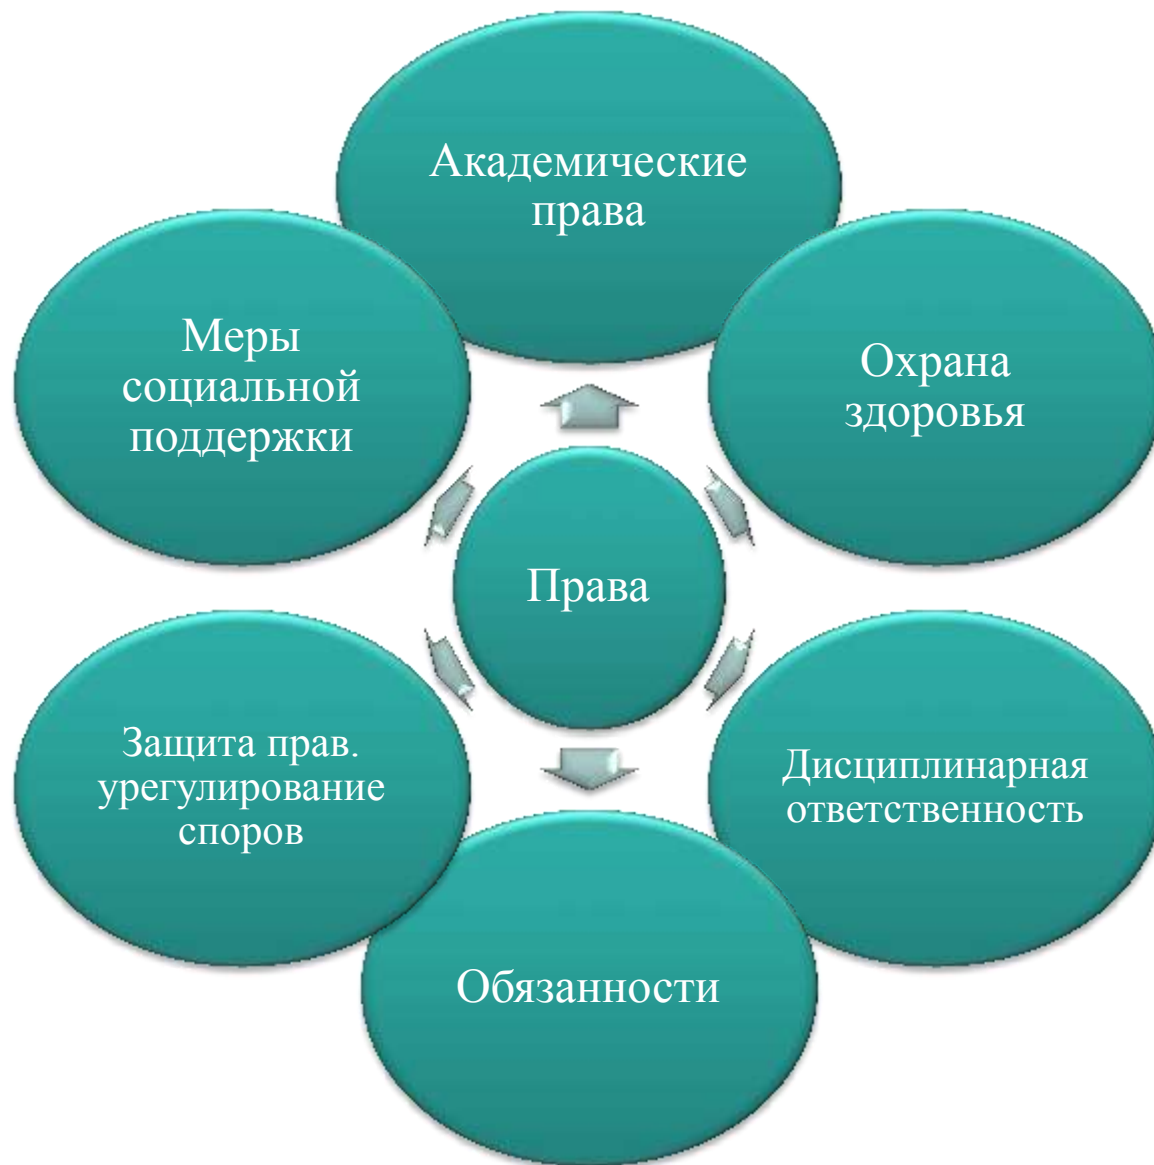 Академические
права
Меры
социальной
поддержки
Охрана
здоровья
Права
Защита прав.
урегулирование
споров
Дисциплинарная
ответственность
Обязанности